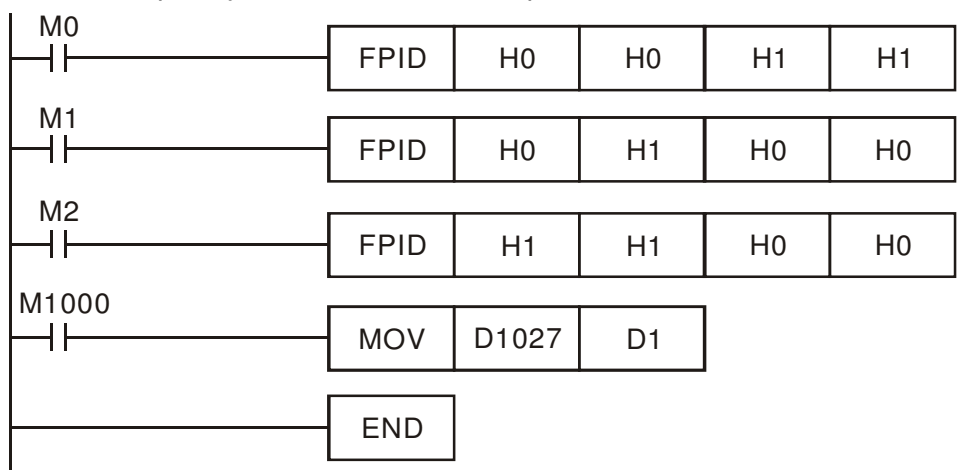 M0
FPID H0 H0 H1 H1
M1
FPID H0 H1 H0 H0
M2
FPID H1 H1 H0 H0
M1000
MOV D1027 D1
END